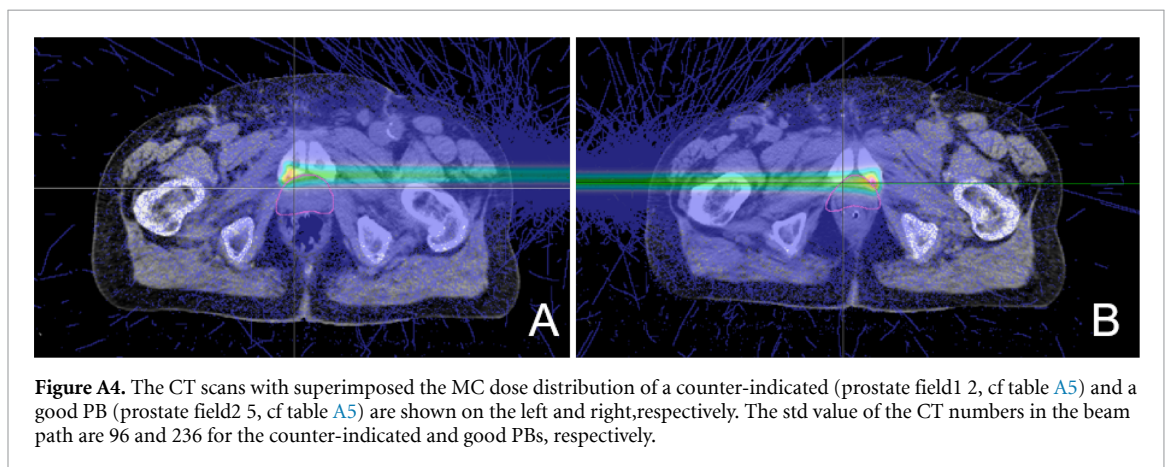 A
B
Figure A4. The CT scans with superimposed the MC dose distribution of a counter-indicated (prostate field1 2, cf table A5) and a
good PB (prostate field2 5, cf table A5) are shown on the left and right,respectively. The std value of the CT numbers in the beam
path are 96 and 236 for the counter-indicated and good PBs, respectively.